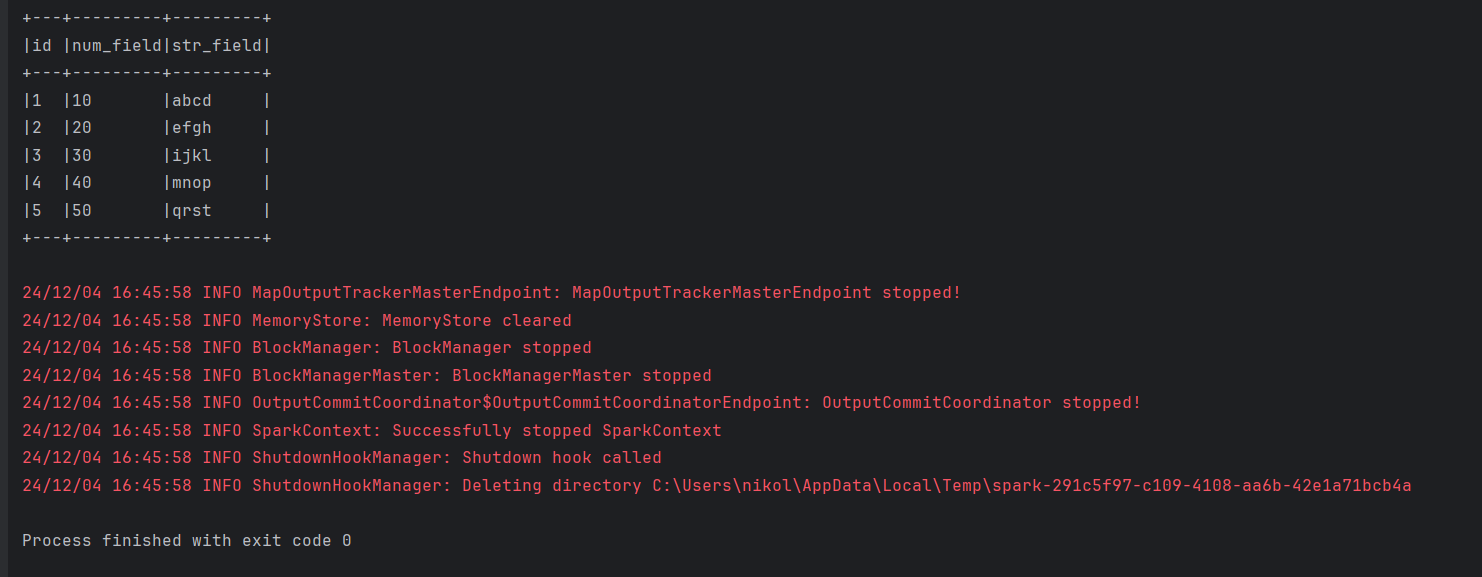 +---+---------+---------+
|id |num_field|str_field|
+---+---------+---------+
|1  |10       |abcd     |
|2  |20       |efgh     |
|3  |30       |ijkl     |
|4  |40       |mnop     |
|5  |50       |qrst     |
+---+---------+---------+
24/12/04 16:45:58 INFO MapOutputTrackerMasterEndpoint: MapOutputTrackerMasterEndpoint stopped!
24/12/04 16:45:58 INFO MemoryStore: MemoryStore cleared
24/12/04 16:45:58 INFO BlockManager: BlockManager stopped
24/12/04 16:45:58 INFO BlockManagerMaster: BlockManagerMaster stopped
24/12/04 16:45:58 INFO OutputCommitCoordinator$OutputCommitCoordinatorEndpoint: OutputCommitCoordinator stopped!
24/12/04 16:45:58 INFO SparkContext: Successfully stopped SparkContext
24/12/04 16:45:58 INFO ShutdownHookManager: Shutdown hook called
24/12/04 16:45:58 INFO ShutdownHookManager: Deleting directory C:\Users\nikol\AppData\Local\Temp\spark-291c5f97-c109-4108-aa6b-42e1a71bcb4a
Process finished with exit code 0